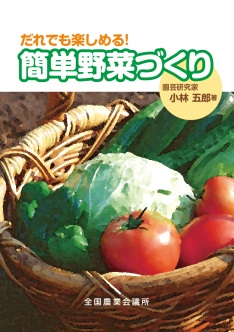 だれでも楽しめる!
簡単野菜づくり
園芸研究家
小林 五郎著
全国農業会議所